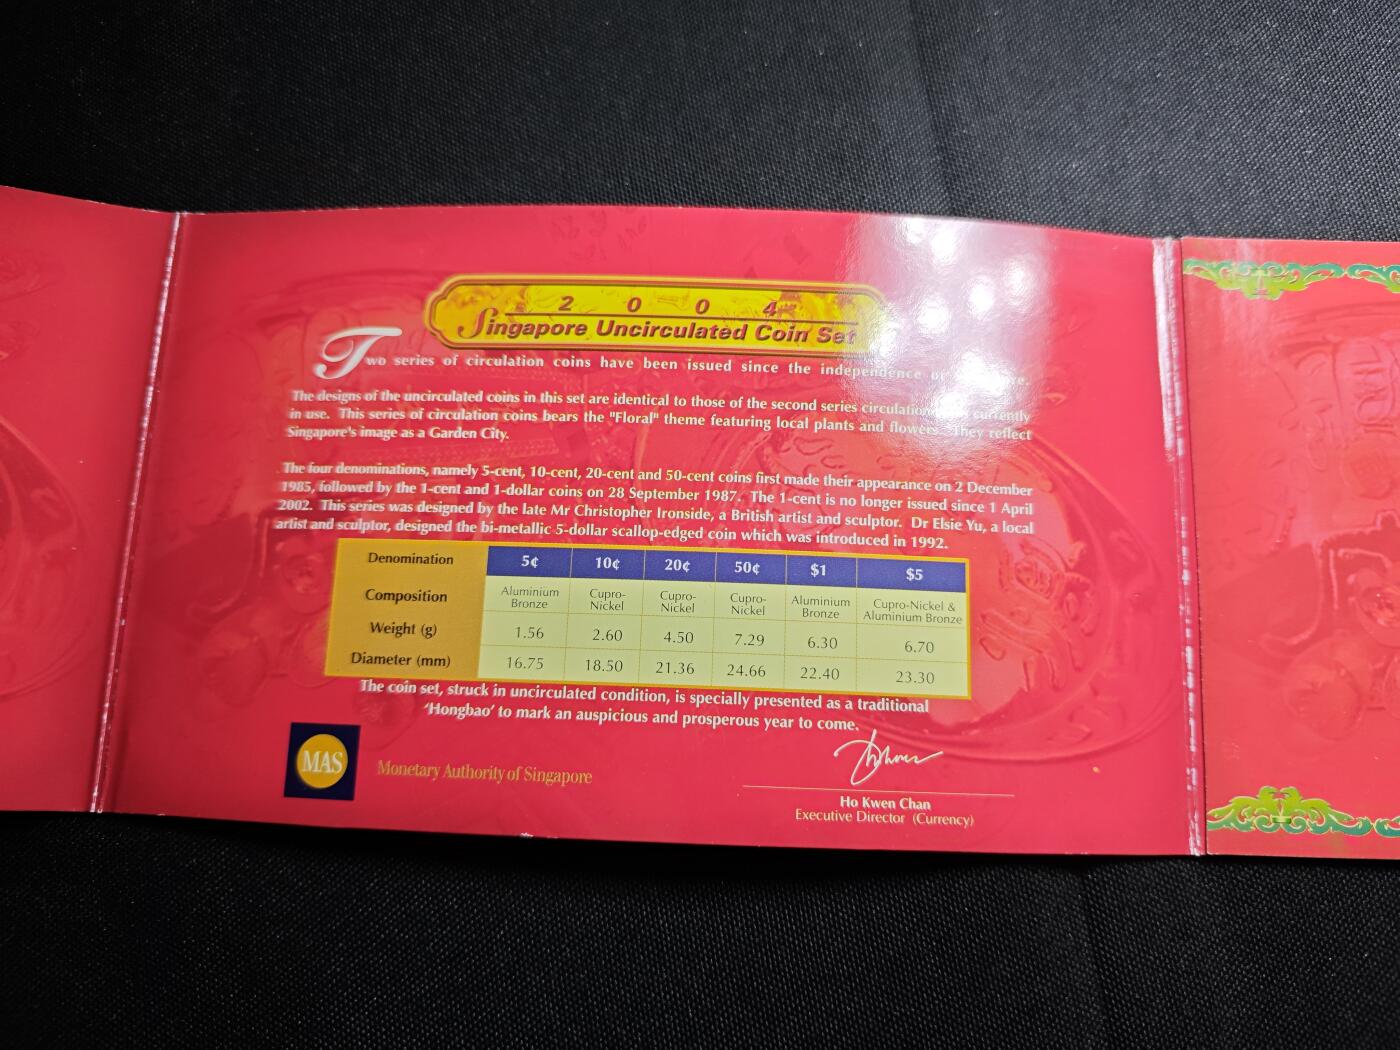 2 0 0 4
Singapore Uncirculated Coin Set
Two series of circulation coins have been issued since the independence of
The designs of the uncirculated coins in this set are identical to those of the second series circulation currently
in use. This series of circulation coins bears the "Floral" theme featuring local plants and flowers. They reflect
Singapore's image as a Garden City.
The four denominations, namely 5-cent, 10-cent, 20-cent and 50-cent coins first made their appearance on 2 December
1985, followed by the 1-cent and 1-dollar coins on 28 September 1987. The 1-cent is no longer issued since 1 April
2002. This series was designed by the late Mr Christopher Ironside, a British artist and sculptor. Dr Elsie Yu, a local
artist and sculptor, designed the bi-metallic 5-dollar scallop-edged coin which was introduced in 1992.
Denomination 5¢ 10¢ 20¢ 50¢ $1 $5
Composition Aluminium Bronze Cupro-Nickel Cupro-Nickel Cupro-Nickel Aluminium Bronze Cupro-Nickel & Aluminium Bronze
Weight (g) 1.56 2.60 4.50 7.29 6.30 6.70
Diameter (mm) 16.75 18.50 21.36 24.66 22.40 23.30
The coin set, struck in uncirculated condition, is specially presented as a traditional
'Hongbao' to mark an auspicious and prosperous year to come.
MAS
Monetary Authority of Singapore
Ho Kwen Chan
Executive Director (Currency)